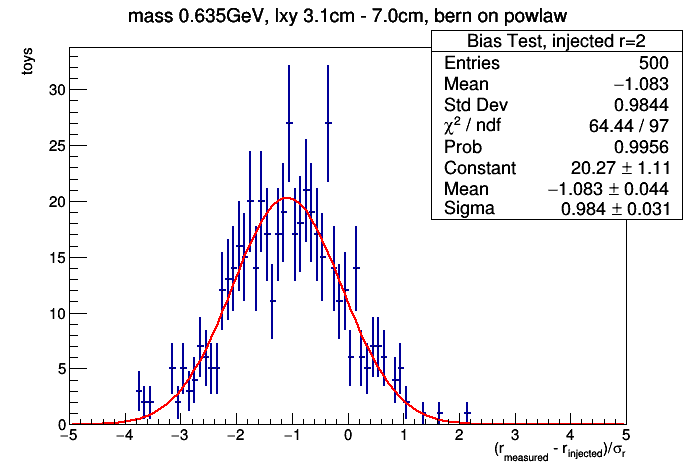 mass 0.635GeV, lxy 3.1cm - 7.0cm, bern on powlaw
Bias Test, injected r=2
Entries 500
Mean −1.083
Std Dev 0.9844
χ² / ndf 64.44 / 97
Prob 0.9956
Constant 20.27 ± 1.11
Mean −1.083 ± 0.044
Sigma 0.984 ± 0.031
toys
30
25
20
15
10
5
0
−5 −4 −3 −2 −1 0 1 2 3 4 5
(r_measured - r_injected)/σ_r